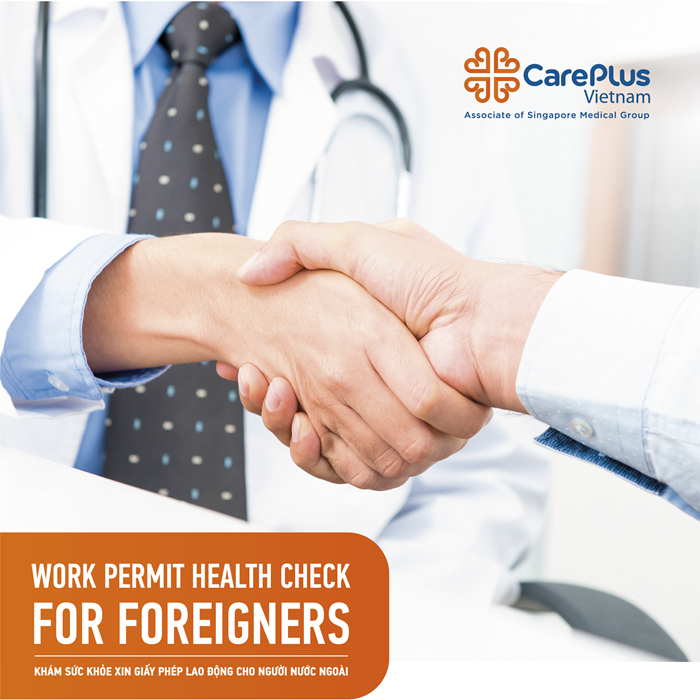 CarePlus
Vietnam
Associate of Singapore Medical Group
WORK PERMIT HEALTH CHECK
FOR FOREIGNERS
KHÁM SỨC KHỎE XIN GIẤY PHÉP LAO ĐỘNG CHO NGƯỜI NƯỚC NGOÀI